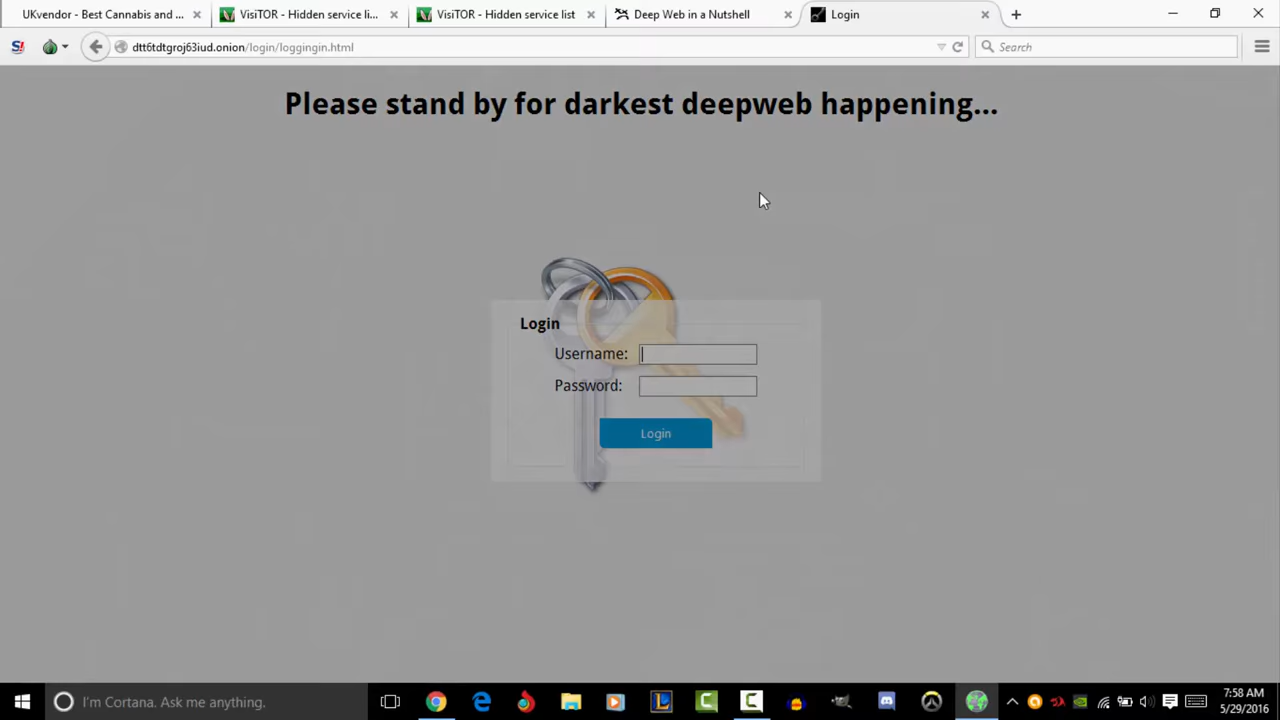 UKvendor - Best Cannabis and ...
VisiTOR - Hidden service li...
VisiTOR - Hidden service list
Deep Web in a Nutshell
Login
dtt6tdtgroj63iud.onion/login/loggingin.html
Search
Please stand by for darkest deepweb happening...
Login
Username:
Password:
Login
I'm Cortana. Ask me anything.
7:58 AM
5/29/2016